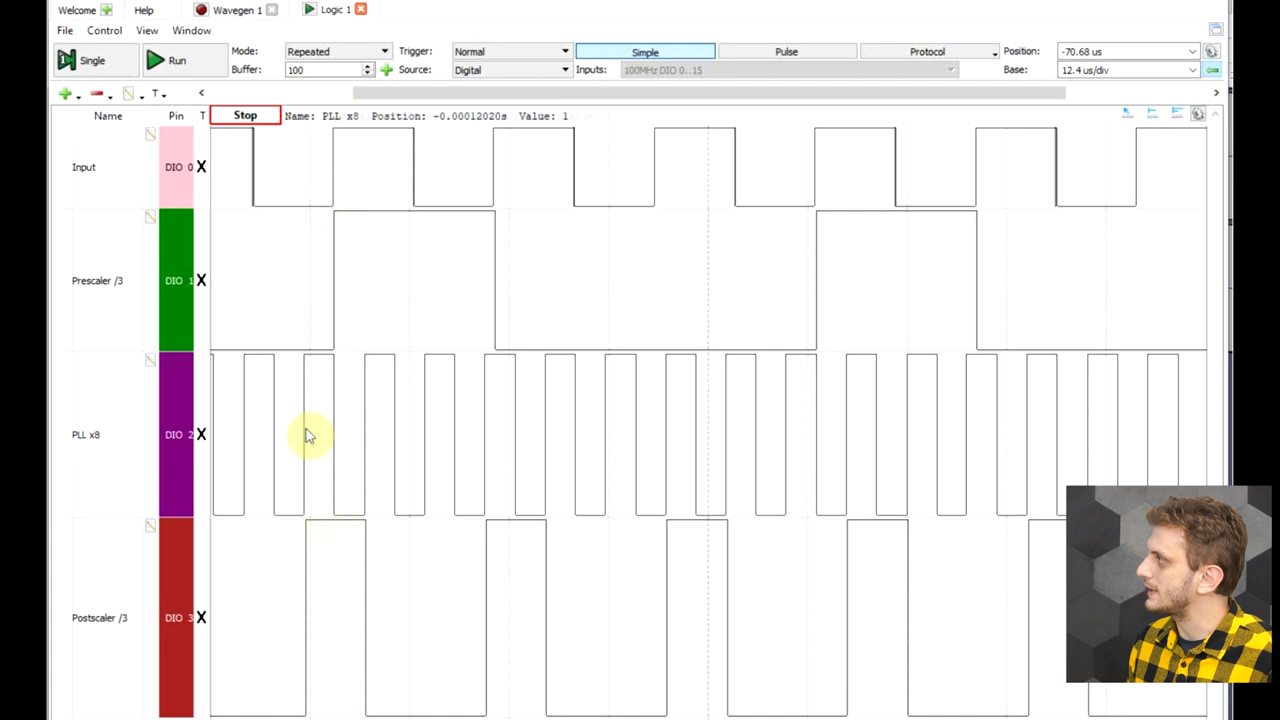 Welcome Help Wavegen 1 Logic 1
File Control View Window
Single Run Mode: Repeated Trigger: Normal Simple Pulse Protocol Position: -70.68 us
Buffer: 100 Source: Digital Inputs: 100MHz DIO 0..15 Base: 12.4 us/div
T
Name Pin T Stop Name: PLL x8 Position: -0.00012020s Value: 1
Input DIO 0 X
Prescaler /3 DIO 1 X
PLL x8 DIO 2 X
Postscaler /3 DIO 3 X